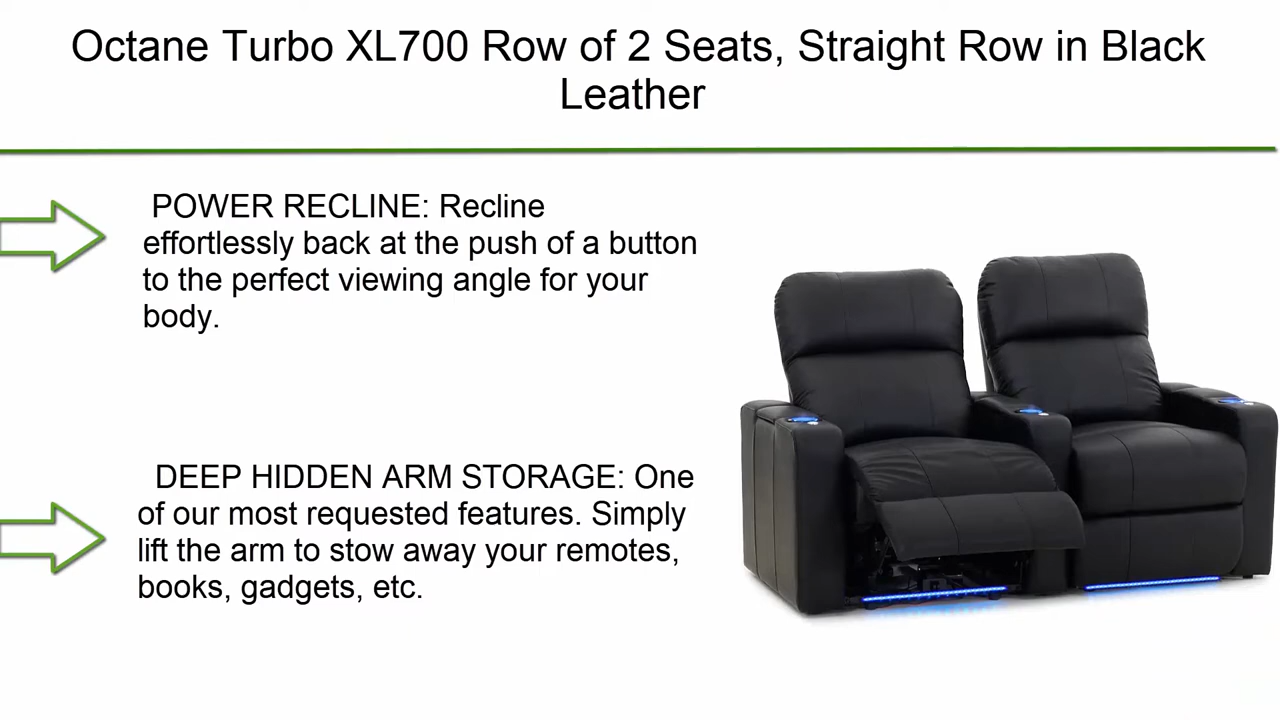 Octane Turbo XL700 Row of 2 Seats, Straight Row in Black
Leather
POWER RECLINE: Recline
effortlessly back at the push of a button
to the perfect viewing angle for your
body.
DEEP HIDDEN ARM STORAGE: One
of our most requested features. Simply
lift the arm to stow away your remotes,
books, gadgets, etc.